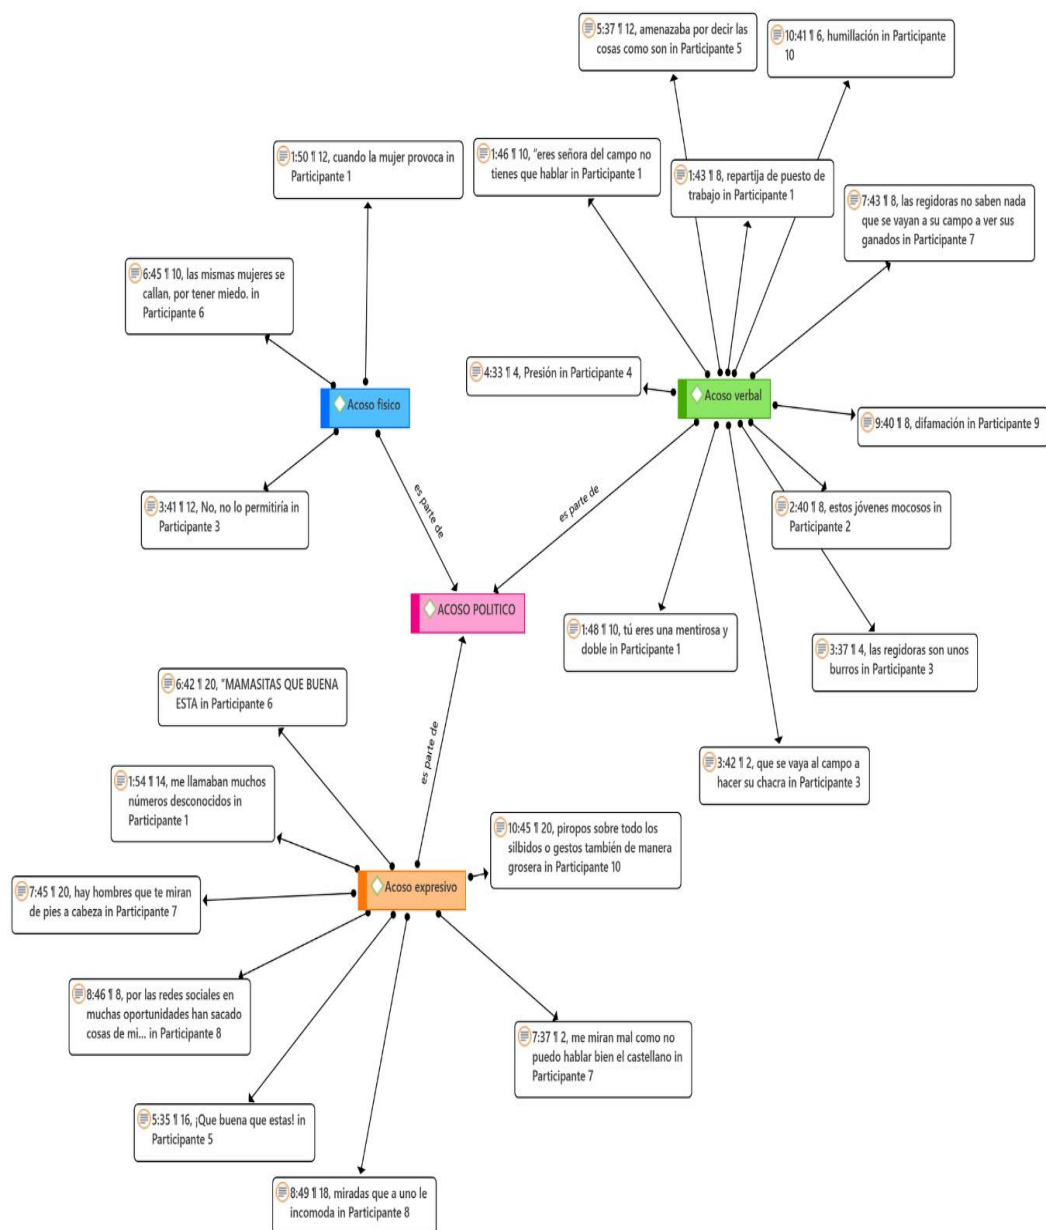 5:37 ¶ 12, amenazaba por decir las
cosas como son in Participante 5
10:41 ¶ 6, humillación in Participante
10
1:50 ¶ 12, cuando la mujer provoca in
Participante 1
1:46 ¶ 10, "eres señora del campo no
tienes que hablar in Participante 1
1:43 ¶ 8, repartija de puesto de
trabajo in Participante 1
7:43 ¶ 8, las regidoras no saben nada
que se vayan a su campo a ver sus
ganados in Participante 7
6:45 ¶ 10, las mismas mujeres se
callan, por tener miedo. in
Participante 6
4:33 ¶ 4, Presión in Participante 4
Acoso fisico
Acoso verbal
9:40 ¶ 8, difamación in Participante 9
3:41 ¶ 12, No, no lo permitiría in
Participante 3
es parte de
es parte de
2:40 ¶ 8, estos jóvenes mocosos in
Participante 2
ACOSO POLITICO
1:48 ¶ 10, tú eres una mentirosa y
doble in Participante 1
3:37 ¶ 4, las regidoras son unos
burros in Participante 3
6:42 ¶ 20, "MAMASITAS QUE BUENA
ESTA in Participante 6
es parte de
3:42 ¶ 2, que se vaya al campo a
hacer su chacra in Participante 3
1:54 ¶ 14, me llamaban muchos
números desconocidos in
Participante 1
10:45 ¶ 20, piropos sobre todo los
silbidos o gestos también de manera
grosera in Participante 10
Acoso expresivo
7:45 ¶ 20, hay hombres que te miran
de pies a cabeza in Participante 7
8:46 ¶ 8, por las redes sociales en
muchas oportunidades han sacado
cosas de mi... in Participante 8
7:37 ¶ 2, me miran mal como no
puedo hablar bien el castellano in
Participante 7
5:35 ¶ 16, ¡Que buena que estas! in
Participante 5
8:49 ¶ 18, miradas que a uno le
incomoda in Participante 8